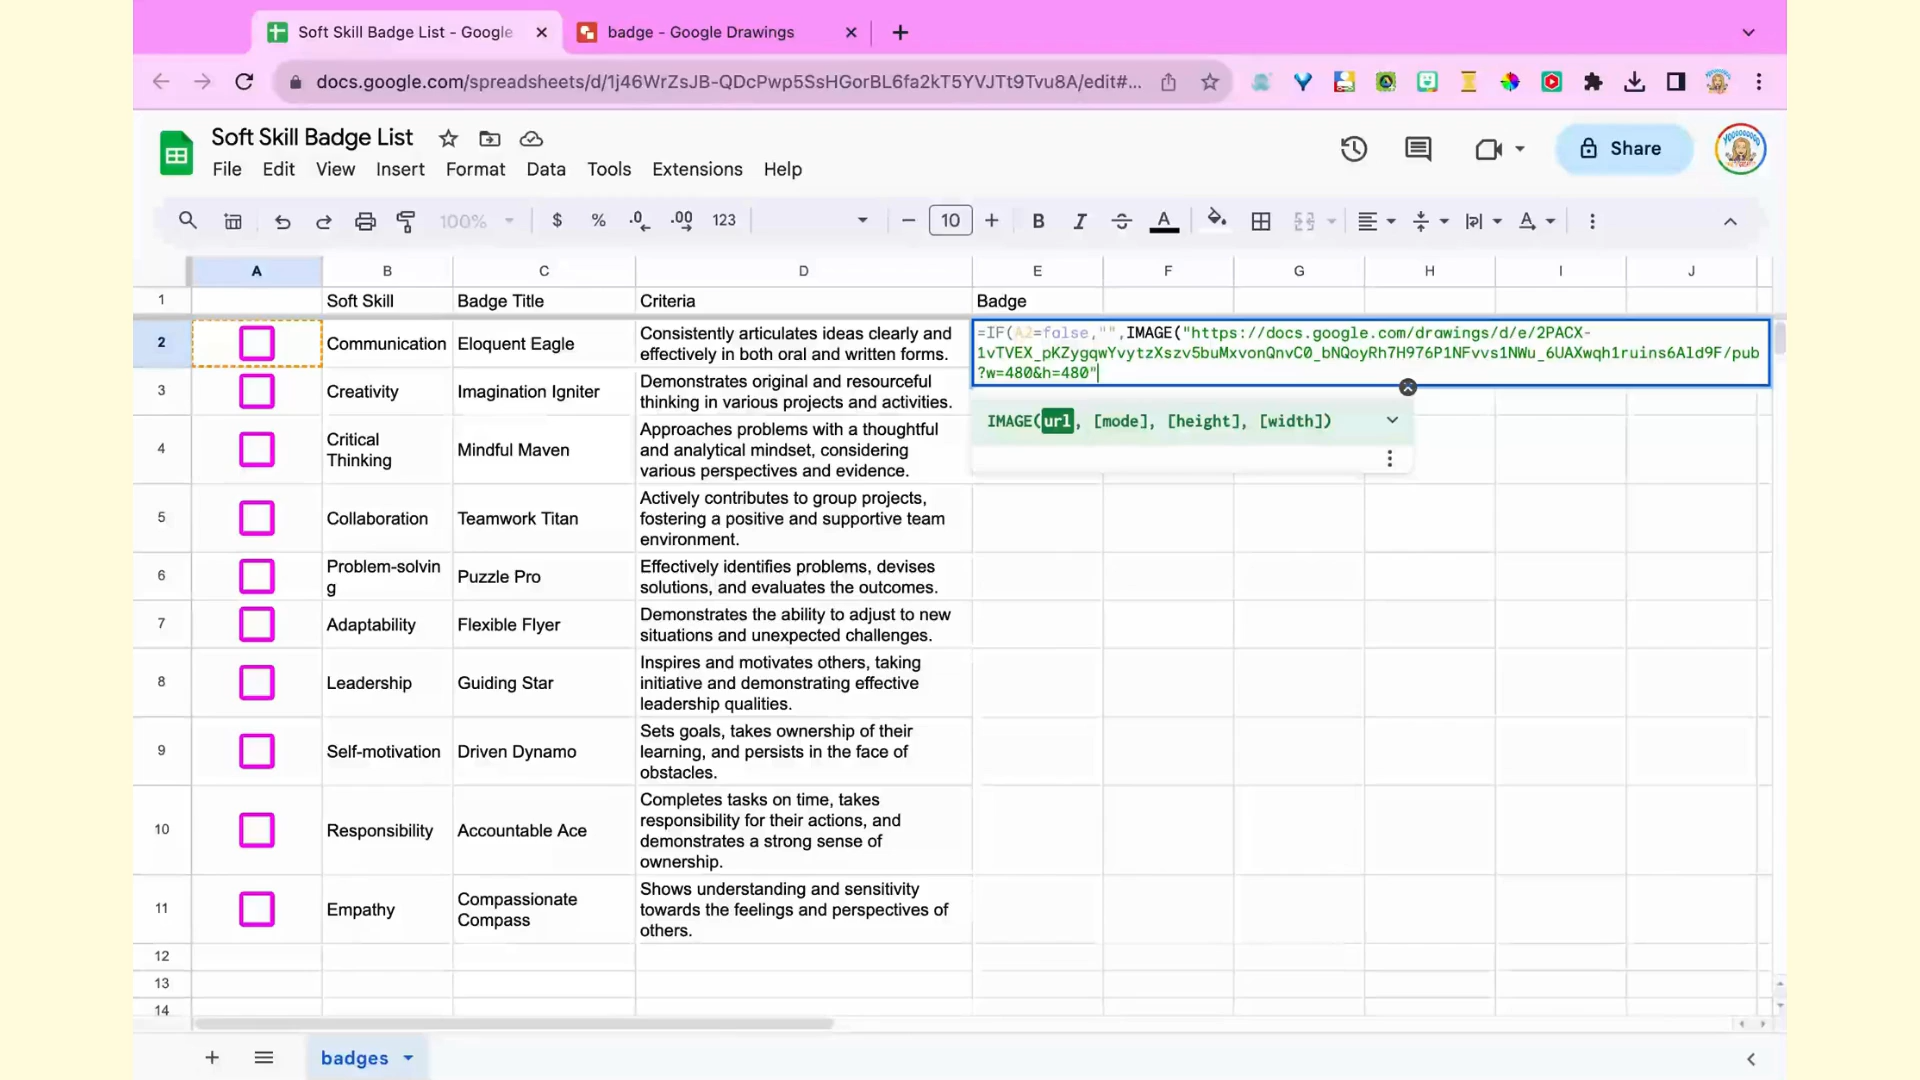 Soft Skill Badge List - Google
badge - Google Drawings
docs.google.com/spreadsheets/d/1j46WrZsJB-QDcPwp5SsHGorBL6fa2kT5YVJTt9Tvu8A/edit#...
Soft Skill Badge List
File Edit View Insert Format Data Tools Extensions Help
Share
100% $ % .0 .00 123 10 B I A
A B C D E F G H I J
1 Soft Skill Badge Title Criteria Badge
2 Communication Eloquent Eagle
Consistently articulates ideas clearly and
effectively in both oral and written forms.
=IF(A2=false,"",IMAGE("https://docs.google.com/drawings/d/e/2PACX-
1vTVEX_pKZygqwYvytzXszv5buMxvonQnvC0_bNQoyRh7H976P1NFvvs1NWu_6UAXwqh1ruins6Ald9F/pub
?w=480&h=480"
IMAGE(url, [mode], [height], [width])
3 Creativity Imagination Igniter
Demonstrates original and resourceful
thinking in various projects and activities.
4 Critical
Thinking
Mindful Maven
Approaches problems with a thoughtful
and analytical mindset, considering
various perspectives and evidence.
5 Collaboration Teamwork Titan
Actively contributes to group projects,
fostering a positive and supportive team
environment.
6 Problem-solvin
g
Puzzle Pro
Effectively identifies problems, devises
solutions, and evaluates the outcomes.
7 Adaptability Flexible Flyer
Demonstrates the ability to adjust to new
situations and unexpected challenges.
8 Leadership Guiding Star
Inspires and motivates others, taking
initiative and demonstrating effective
leadership qualities.
9 Self-motivation Driven Dynamo
Sets goals, takes ownership of their
learning, and persists in the face of
obstacles.
10 Responsibility Accountable Ace
Completes tasks on time, takes
responsibility for their actions, and
demonstrates a strong sense of
ownership.
11 Empathy
Compassionate
Compass
Shows understanding and sensitivity
towards the feelings and perspectives of
others.
12
13
14
badges